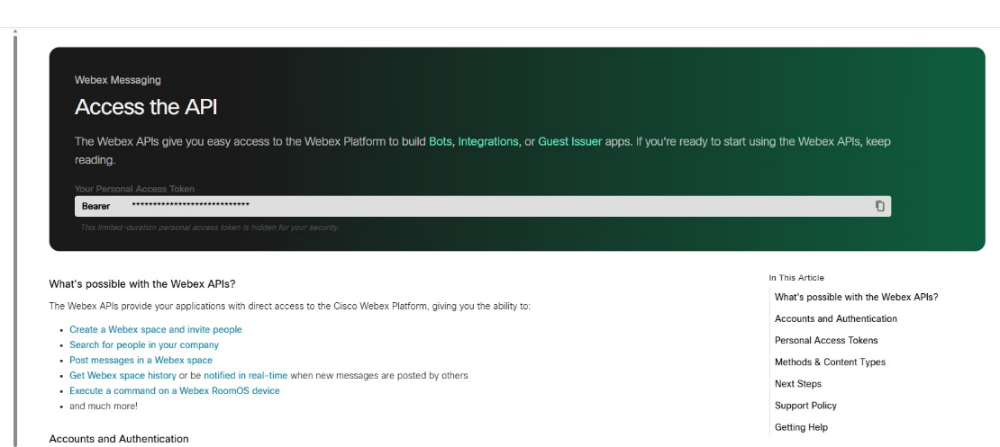 Webex Messaging
Access the API
The Webex APIs give you easy access to the Webex Platform to build Bots, Integrations, or Guest Issuer apps. If you're ready to start using the Webex APIs, keep
reading.
Your Personal Access Token
Bearer ****************************
This limited-duration personal access token is hidden for your security.
What's possible with the Webex APIs?
The Webex APIs provide your applications with direct access to the Cisco Webex Platform, giving you the ability to:
• Create a Webex space and invite people
• Search for people in your company
• Post messages in a Webex space
• Get Webex space history or be notified in real-time when new messages are posted by others
• Execute a command on a Webex RoomOS device
• and much more!
Accounts and Authentication
In This Article
What's possible with the Webex APIs?
Accounts and Authentication
Personal Access Tokens
Methods & Content Types
Next Steps
Support Policy
Getting Help